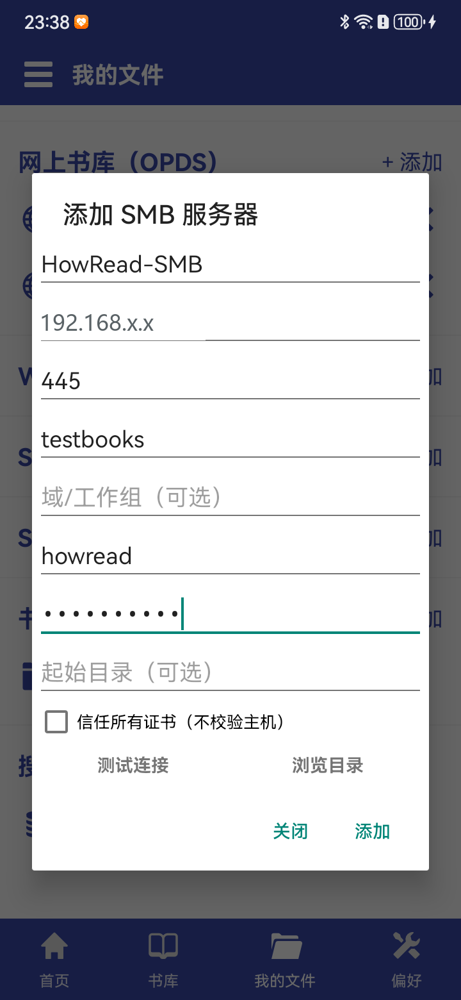 23:38
100
我的文件
网上书库（OPDS）
+ 添加
添加 SMB 服务器
HowRead-SMB
192.168.x.x
445
testbooks
域/工作组（可选）
howread
••••••••••
起始目录（可选）
信任所有证书（不校验主机）
测试连接
浏览目录
关闭
添加
首页
书库
我的文件
偏好